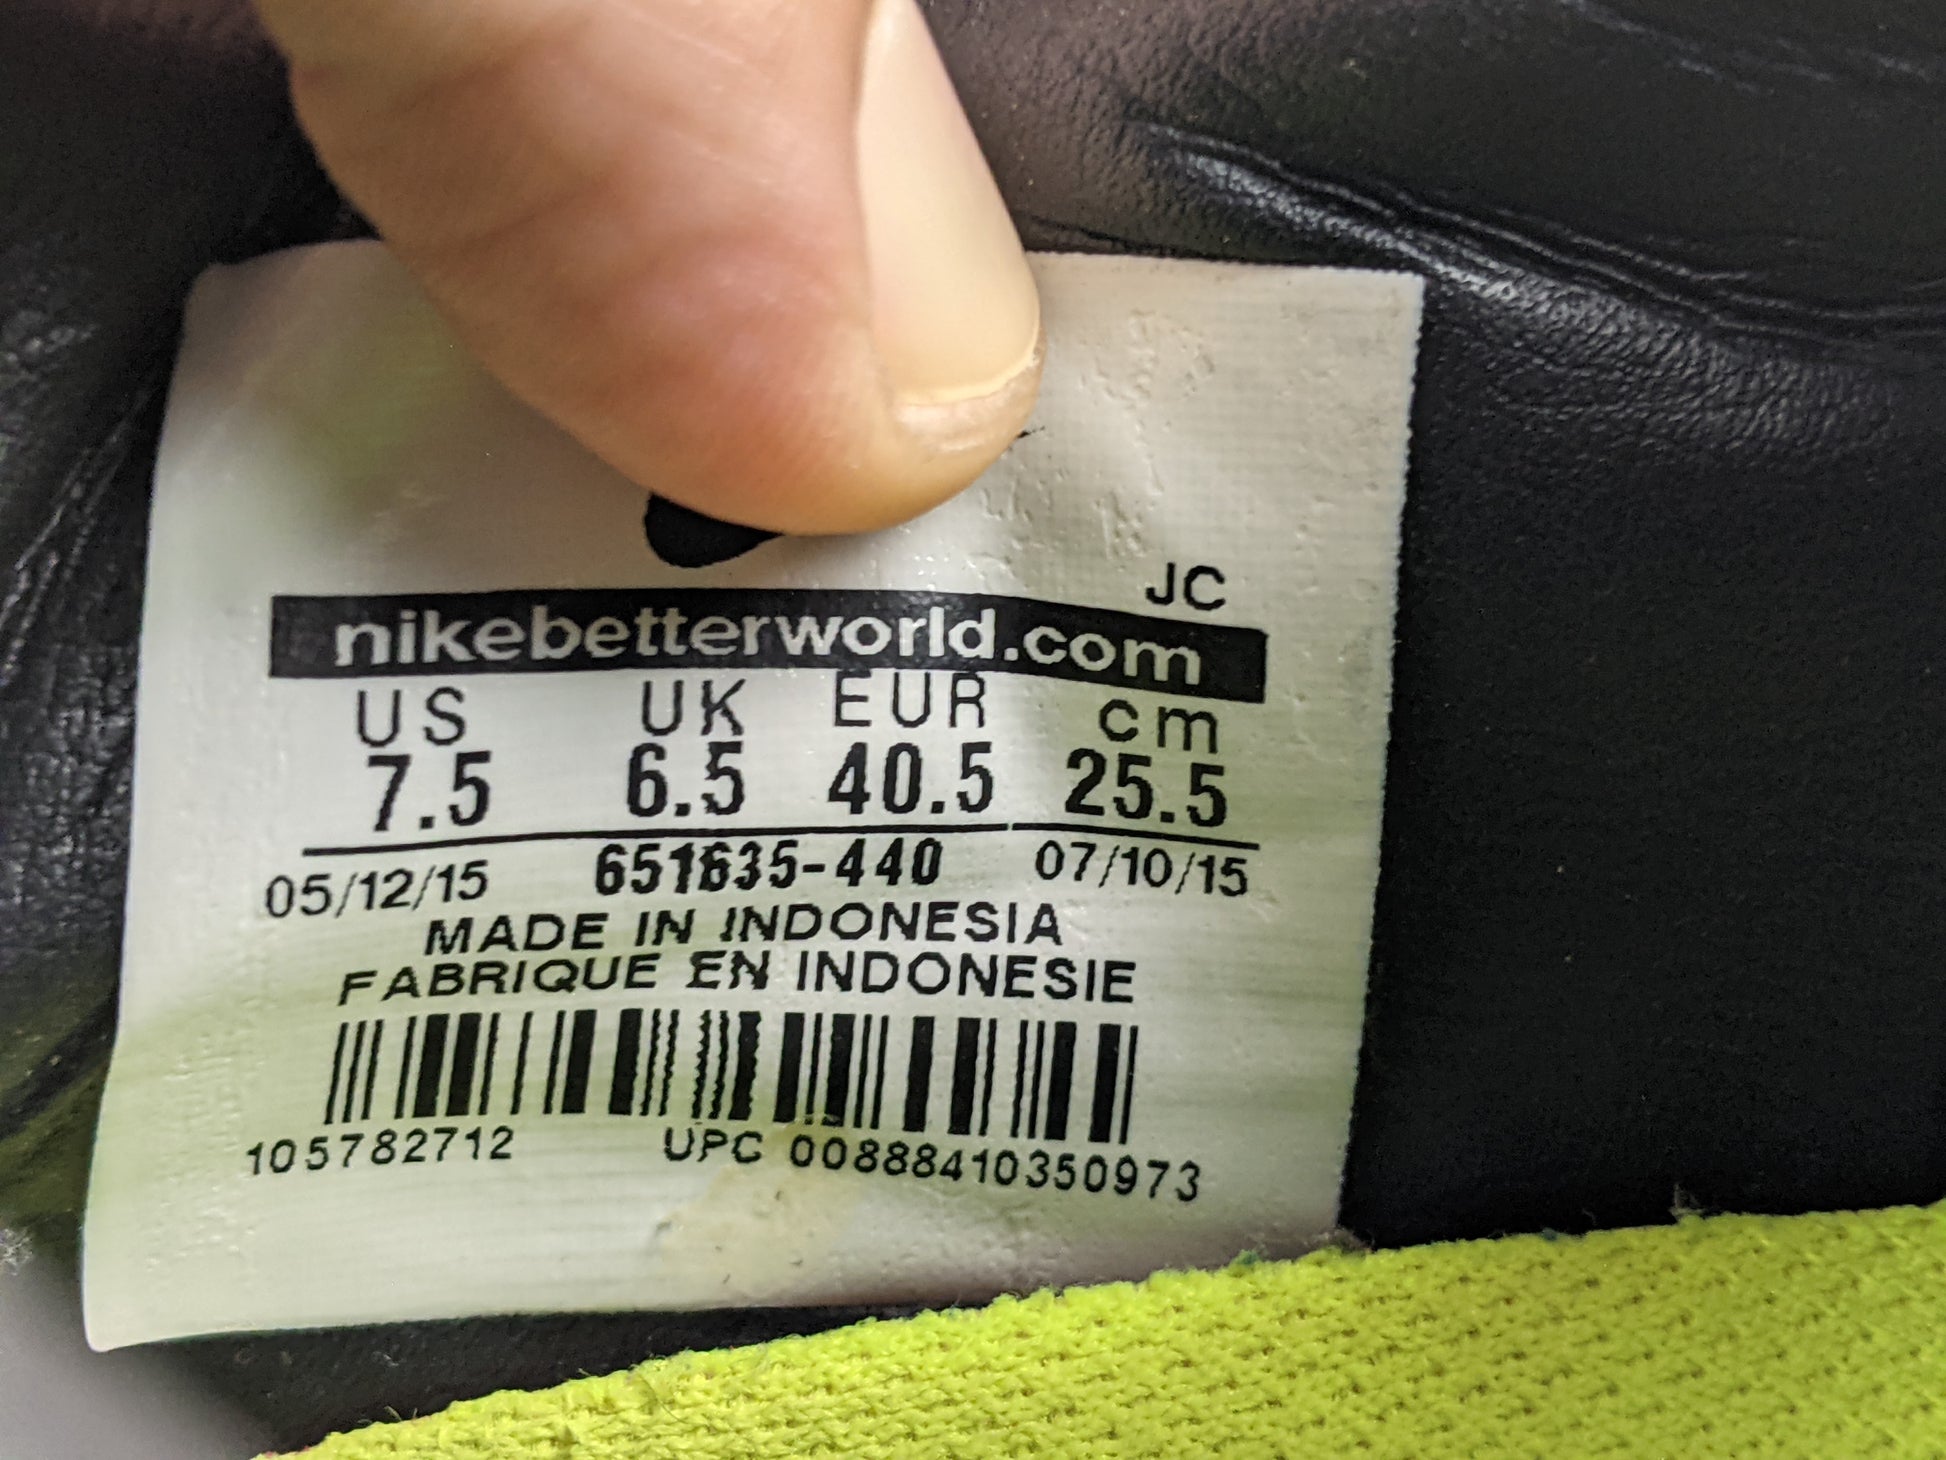 JC
nikebetterworld.com
US UK EUR cm
7.5 6.5 40.5 25.5
05/12/15 651635-440 07/10/15
MADE IN INDONESIA
FABRIQUE EN INDONESIE
105782712 UPC 00888410350973